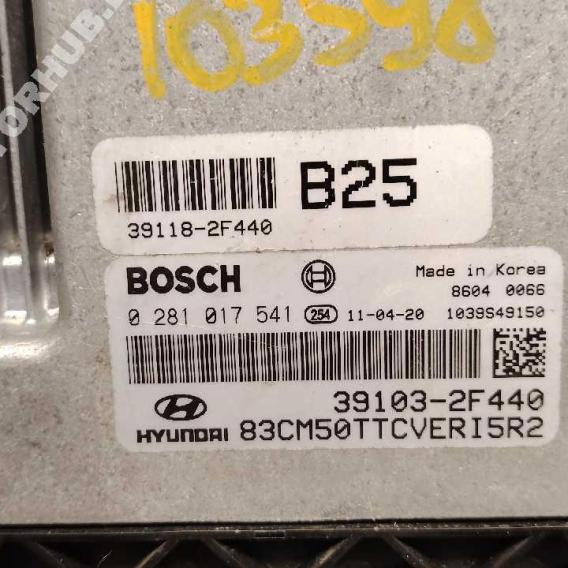 103598
39118-2F440
B25
BOSCH
Made in Korea
8604 0066
0 281 017 541 254 11-04-20 1039S49150
39103-2F440
HYUNDAI 83CM50TTCVERI5R2